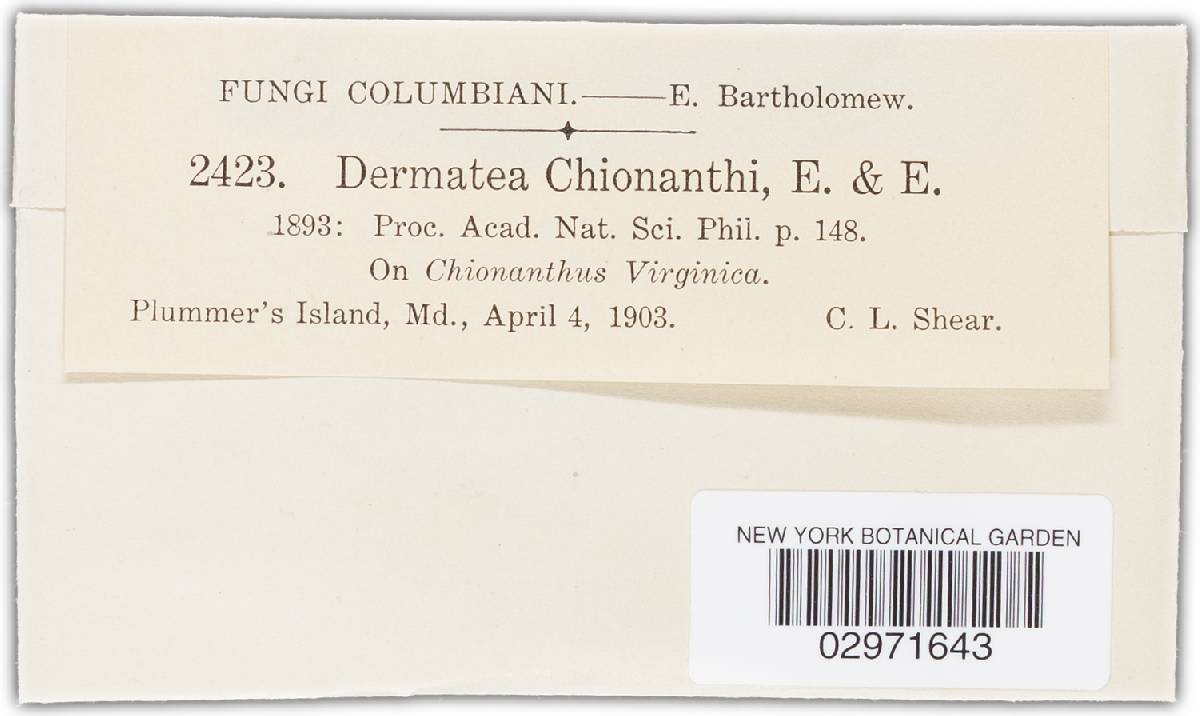 FUNGI COLUMBIANI.——E. Bartholomew.
2423. Dermatea Chionanthi, E. & E.
1893: Proc. Acad. Nat. Sci. Phil. p. 148.
On Chionanthus Virginica.
Plummer's Island, Md., April 4, 1903. C. L. Shear.
NEW YORK BOTANICAL GARDEN
02971643